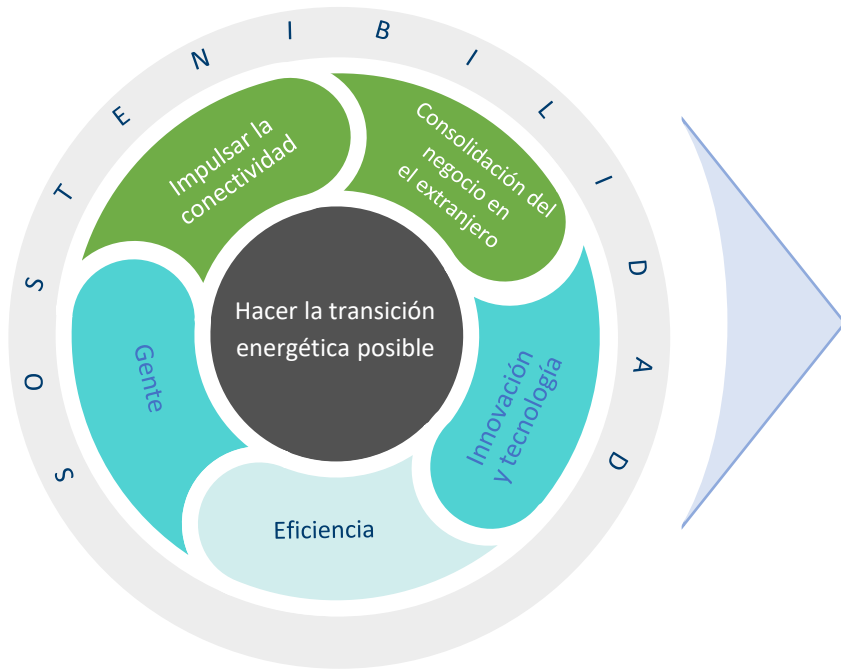 SOSTENIBILIDAD
Impulsar la
conectividad
Consolidación del
negocio en
el extranjero
Hacer la transición
energética posible
Gente
Innovación
y tecnología
Eficiencia